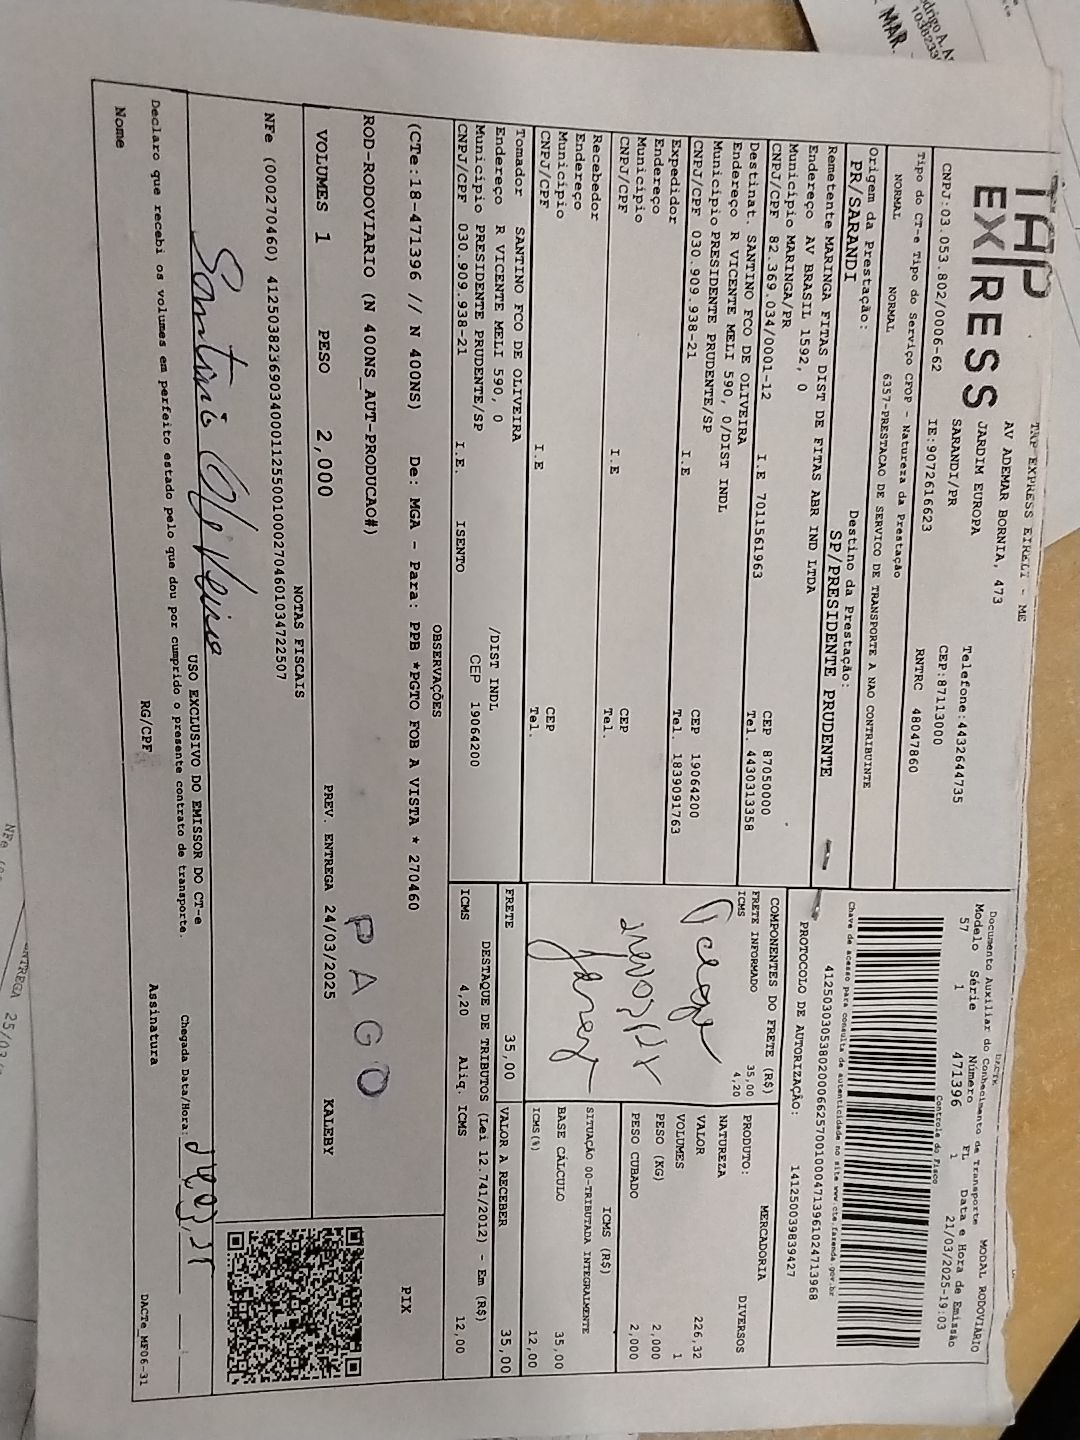 TAP EXPRESS
TAP EXPRESS EIRELI - ME
AV ADEMAR BORNIA, 473
JARDIM EUROPA
SARANDI/PR
Telefone:4432644735
CEP:87113000
CNPJ:03.053.802/0006-62 IE:9072616623 RNTRC 48047860
Tipo do CT-e Tipo do Serviço CFOP - Natureza da Prestação
NORMAL NORMAL 6357-PRESTACAO DE SERVICO DE TRANSPORTE A NAO CONTRIBUINTE
Origem da Prestação: Destino da Prestação:
PR/SARANDI SP/PRESIDENTE PRUDENTE
Remetente MARINGA FITAS DIST DE FITAS ABR IND LTDA
Endereço AV BRASIL 1592, 0
Município MARINGA/PR CEP 87050000
CNPJ/CPF 82.369.034/0001-12 I.E 7011561963 Tel. 4430313358
Destinat. SANTINO FCO DE OLIVEIRA
Endereço R VICENTE MELI 590, 0/DIST INDL
Município PRESIDENTE PRUDENTE/SP CEP 19064200
CNPJ/CPF 030.909.938-21 I.E Tel. 1839091763
Expedidor
Endereço
Município CEP
CNPJ/CPF I.E Tel.
Recebedor
Endereço
Município CEP
CNPJ/CPF I.E Tel.
Tomador SANTINO FCO DE OLIVEIRA
Endereço R VICENTE MELI 590, 0 /DIST INDL
Município PRESIDENTE PRUDENTE/SP CEP 19064200
CNPJ/CPF 030.909.938-21 I.E. ISENTO
DACTE
Documento Auxiliar do Conhecimento de Transporte MODAL RODOVIÁRIO
Modelo Série Número FL Data e Hora de Emissão
57 1 471396 1 21/03/2025-19:03
Controle do Fisco
Chave de acesso para consulta de autenticidade no site www.cte.fazenda.gov.br
41250303053802000662570010004713961024713968
PROTOCOLO DE AUTORIZAÇÃO: 141250039839427
COMPONENTES DO FRETE (R$)
FRETE INFORMADO 35,00
ICMS 4,20
MERCADORIA
PRODUTO: DIVERSOS
NATUREZA
VALOR 226,32
VOLUMES 1
PESO (KG) 2,000
PESO CUBADO 2,000
ICMS (R$)
SITUAÇÃO 00-TRIBUTADA INTEGRALMENTE
BASE CÁLCULO 35,00
ICMS(%) 12,00
FRETE 35,00 VALOR A RECEBER 35,00
DESTAQUE DE TRIBUTOS (Lei 12.741/2012) - Em (R$)
ICMS 4,20 Aliq. ICMS 12,00
OBSERVAÇÕES
(CTe:18-471396 // N 400NS) De: MGA - Para: PPB *PGTO FOB A VISTA * 270460
ROD-RODOVIARIO (N 400NS_AUT-PRODUCAO#)
PAGO
PIX
VOLUMES 1 PESO 2,000 PREV. ENTREGA 24/03/2025 KALEBY
NOTAS FISCAIS
NFe (000270460) 41250382369034000112550010002704601034722507
USO EXCLUSIVO DO EMISSOR DO CT-e
Declaro que recebi os volumes em perfeito estado pelo que dou por cumprido o presente contrato de transporte. Chegada Data/Hora:
Nome RG/CPF Assinatura
DACTe_MF06-31